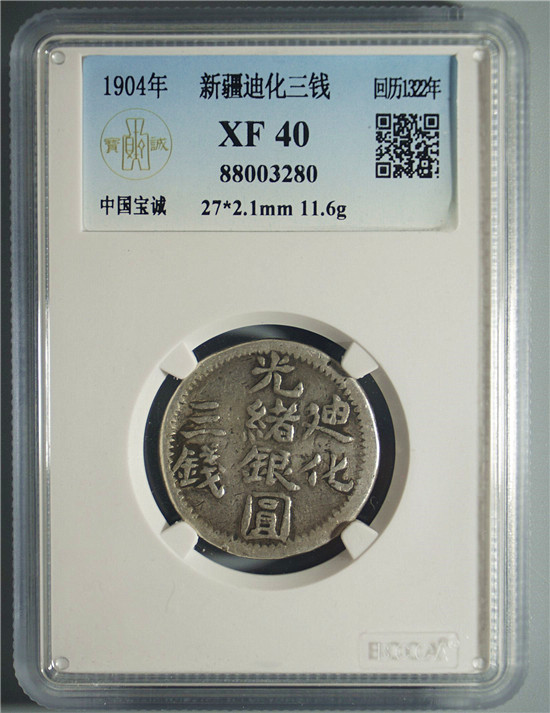 1904年 新疆迪化三钱 回历1322年
XF 40
寶 誠
88003280
中国宝诚 27*2.1mm 11.6g
光緒銀圓
迪化
三錢